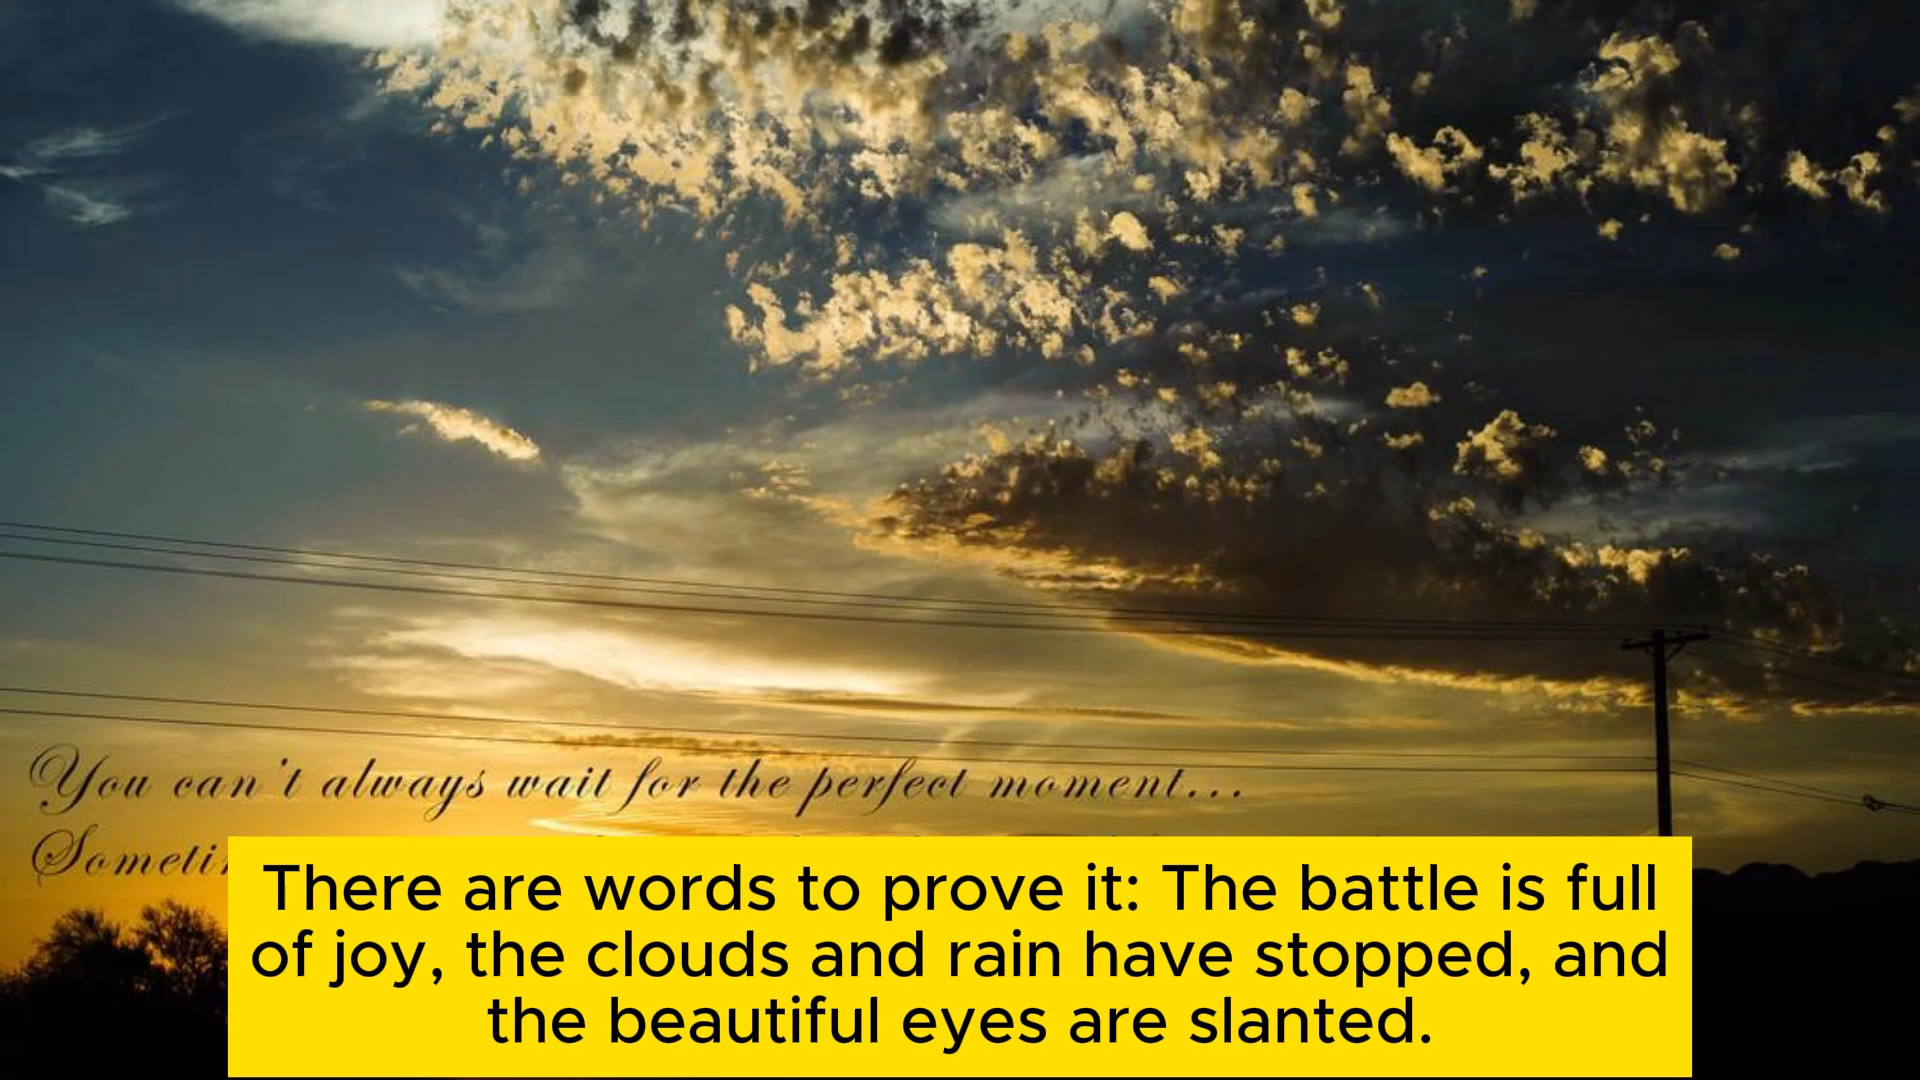 You can't always wait for the perfect moment...
There are words to prove it: The battle is full
of joy, the clouds and rain have stopped, and
the beautiful eyes are slanted.